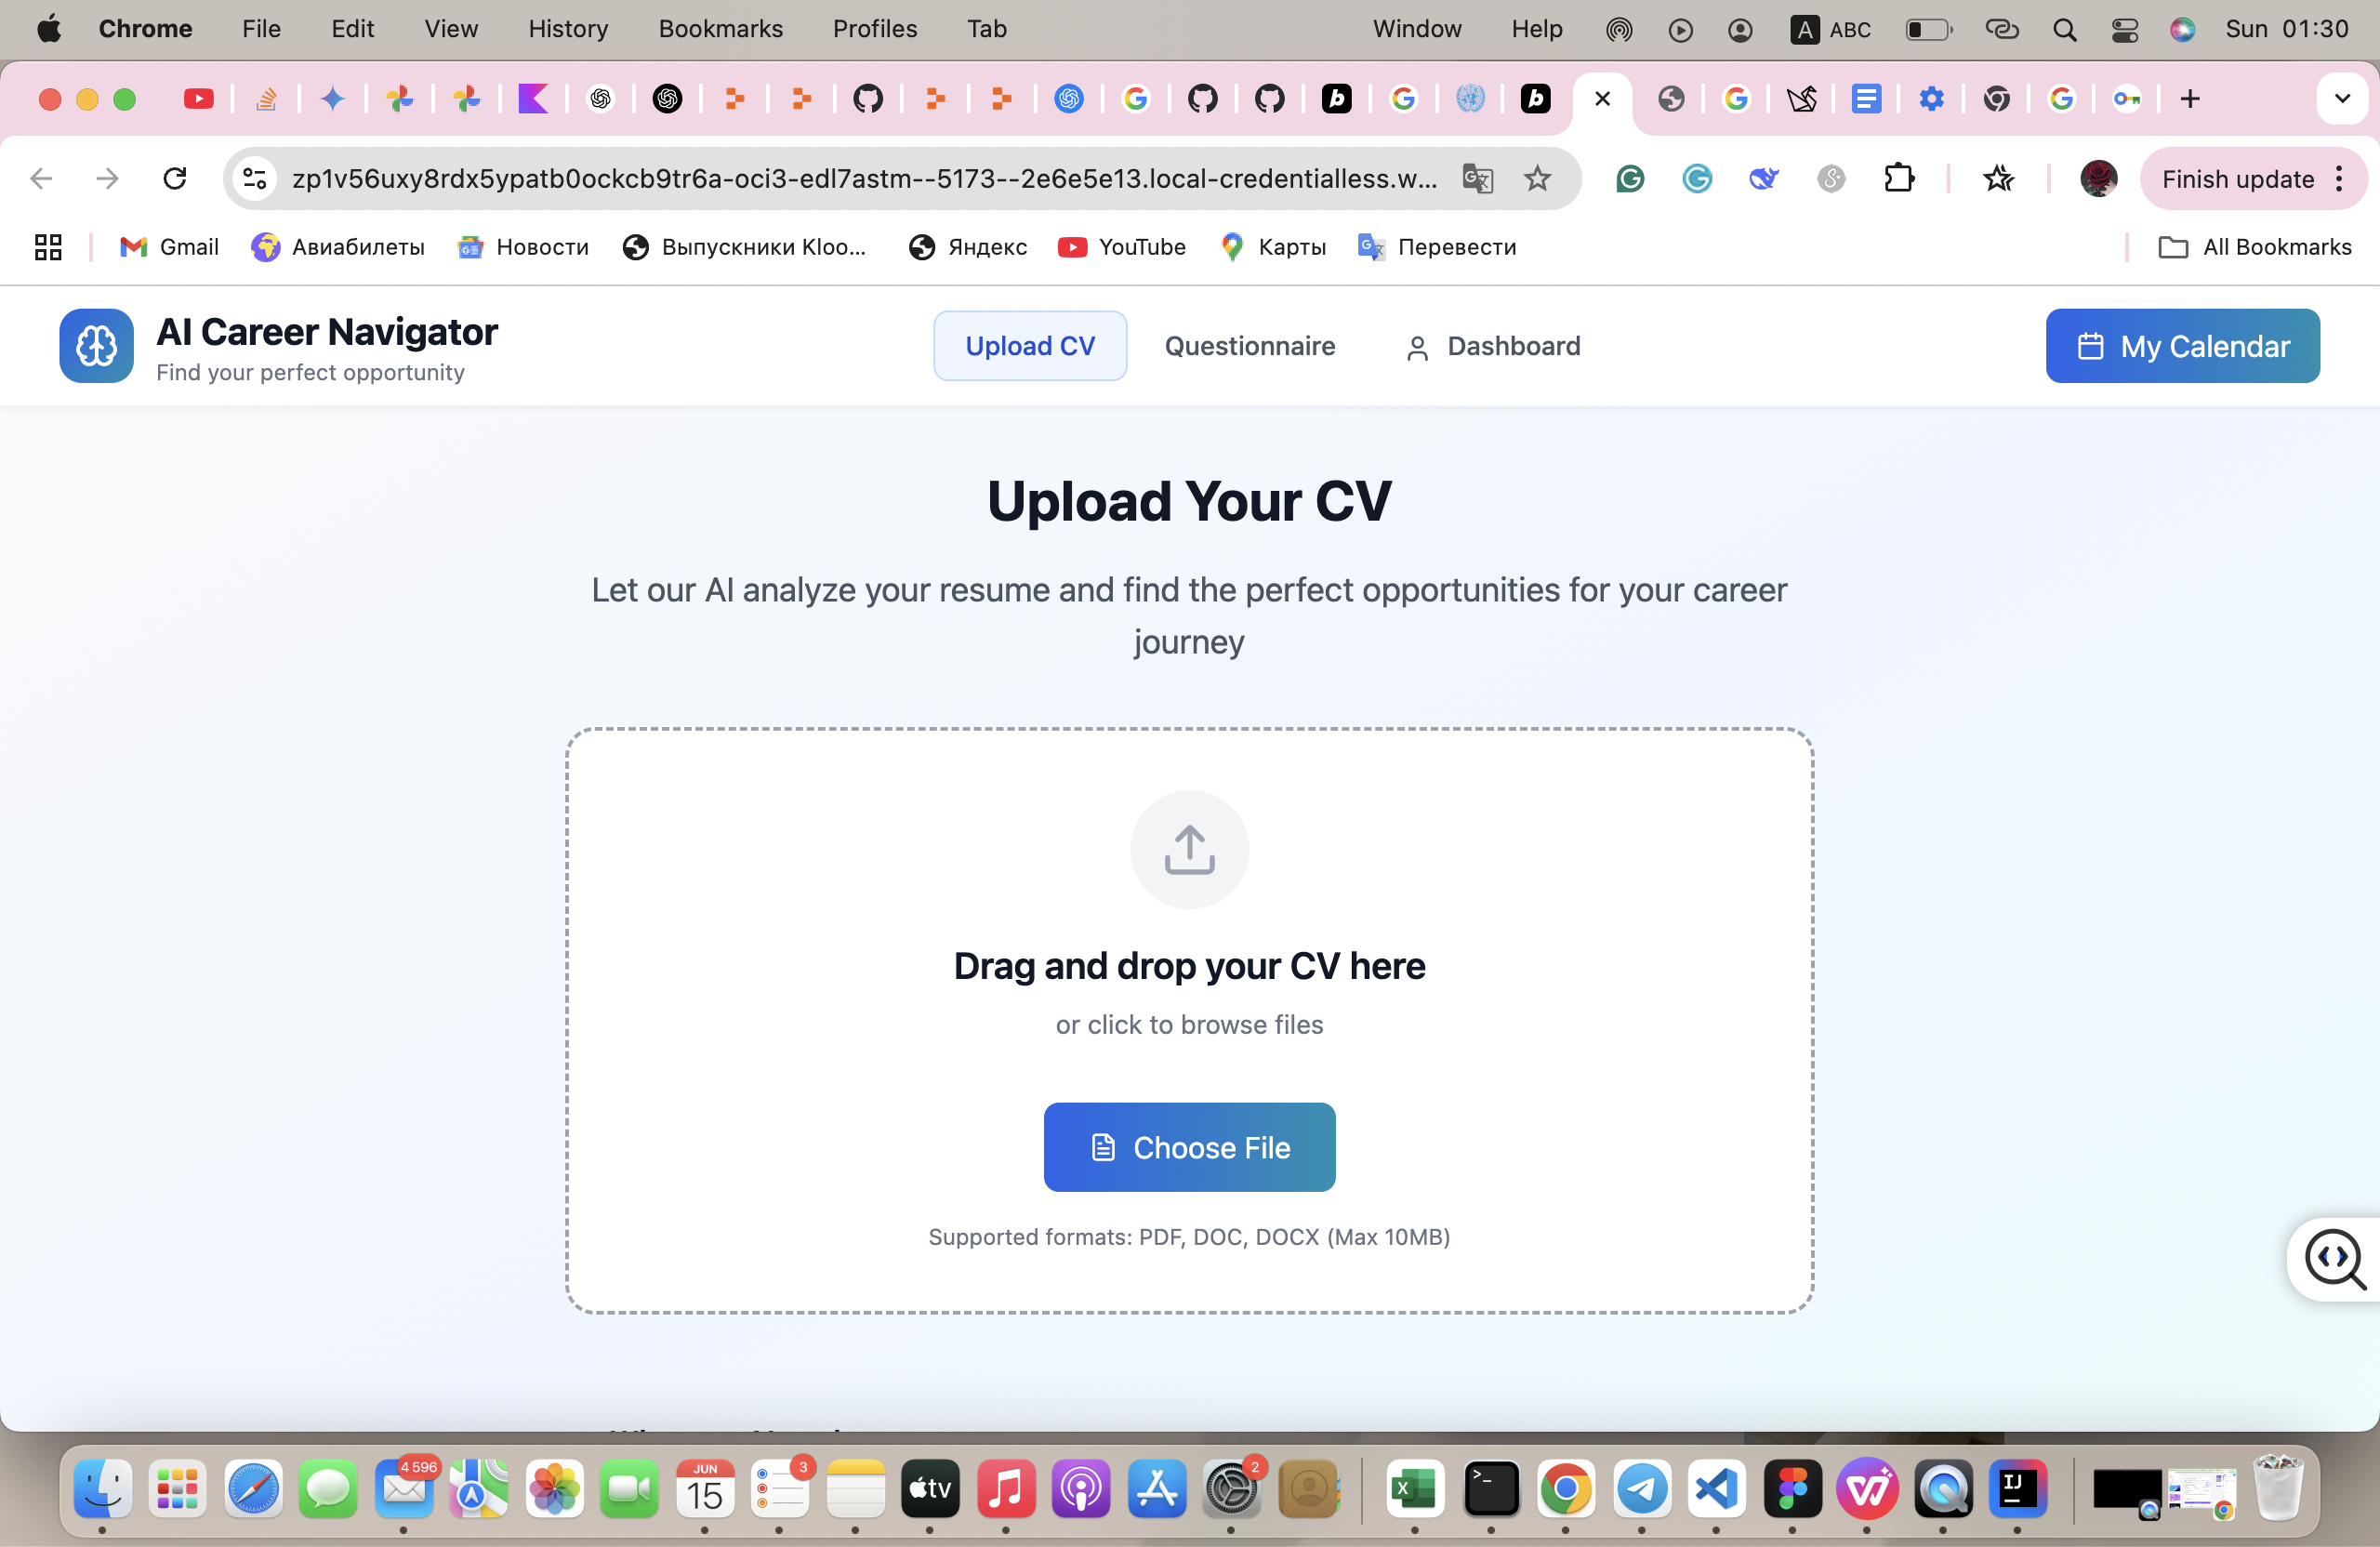 Chrome File Edit View History Bookmarks Profiles Tab Window Help A ABC Sun 01:30
zp1v56uxy8rdx5ypatb0ockcb9tr6a-oci3-edl7astm--5173--2e6e5e13.local-credentialless.w...
Finish update
Gmail Авиабилеты Новости Выпускники Kloo... Яндекс YouTube Карты Перевести All Bookmarks
AI Career Navigator
Find your perfect opportunity
Upload CV Questionnaire Dashboard My Calendar
Upload Your CV
Let our AI analyze your resume and find the perfect opportunities for your career
journey
Drag and drop your CV here
or click to browse files
Choose File
Supported formats: PDF, DOC, DOCX (Max 10MB)
4 596
JUN
15
3
tv
2
X
>_
IJ